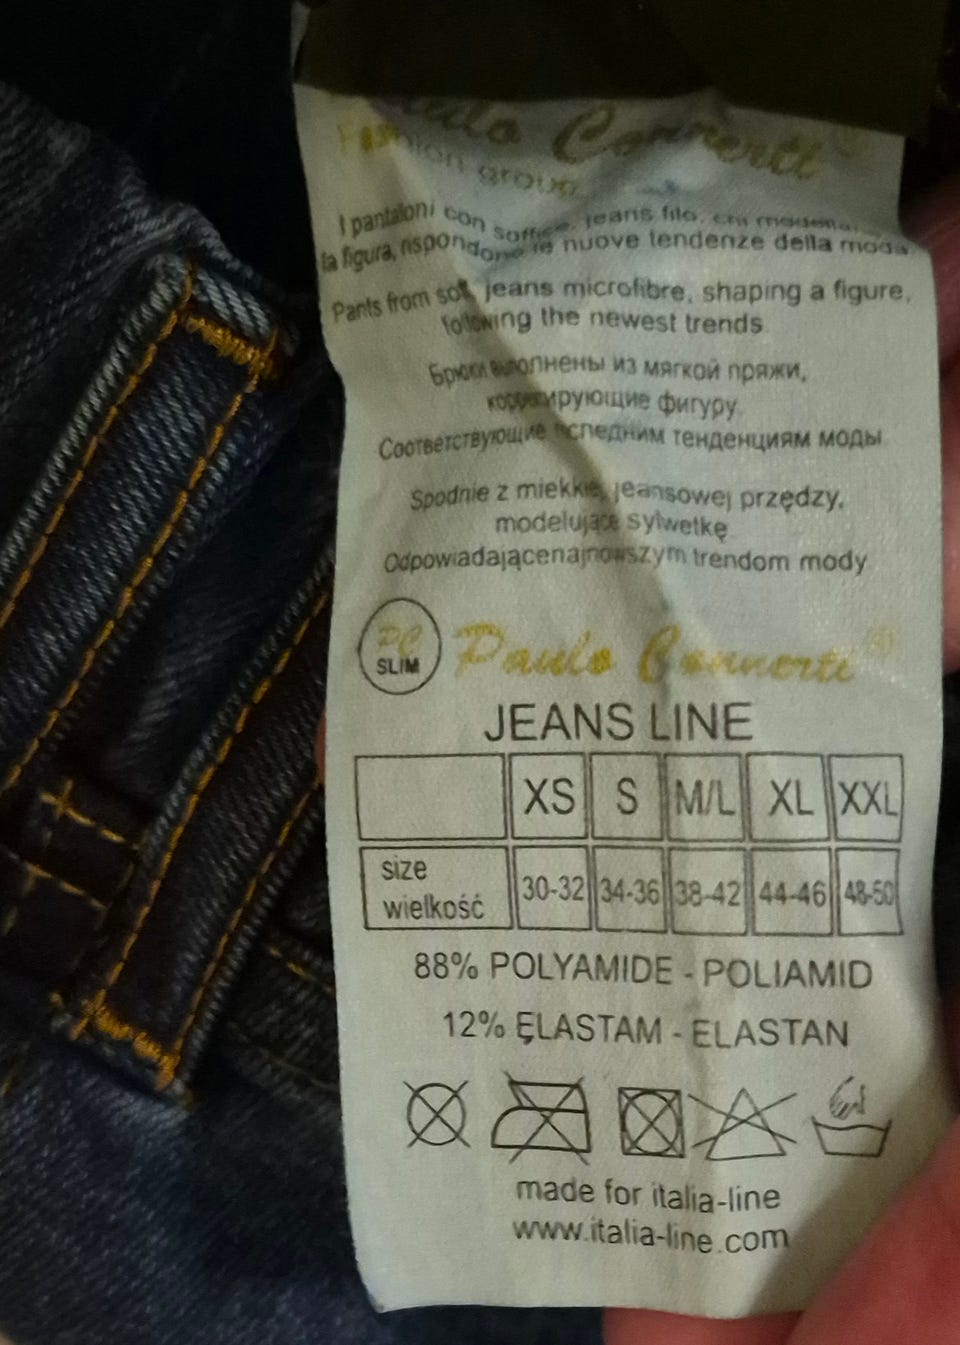 Paulo Connerti ®
Fashion group
I pantaloni con soffice, jeans filo, chi modella
la figura, rispondono le nuove tendenze della moda
Pants from soft jeans microfibre, shaping a figure,
following the newest trends
Брюки выполнены из мягкой пряжи,
корректирующие фигуру
Соответствующие последним тенденциям моды
Spodnie z miekkiej jeansowej przędzy,
modelujące sylwetkę
Odpowiadającenajnowszym trendom mody
PC
SLIM
Paulo Connerti ®
JEANS LINE
XS S M/L XL XXL
size 30-32 34-36 38-42 44-46 48-50
wielkość
88% POLYAMIDE - POLIAMID
12% ĘLASTAM - ELASTAN
made for italia-line
www.italia-line.com